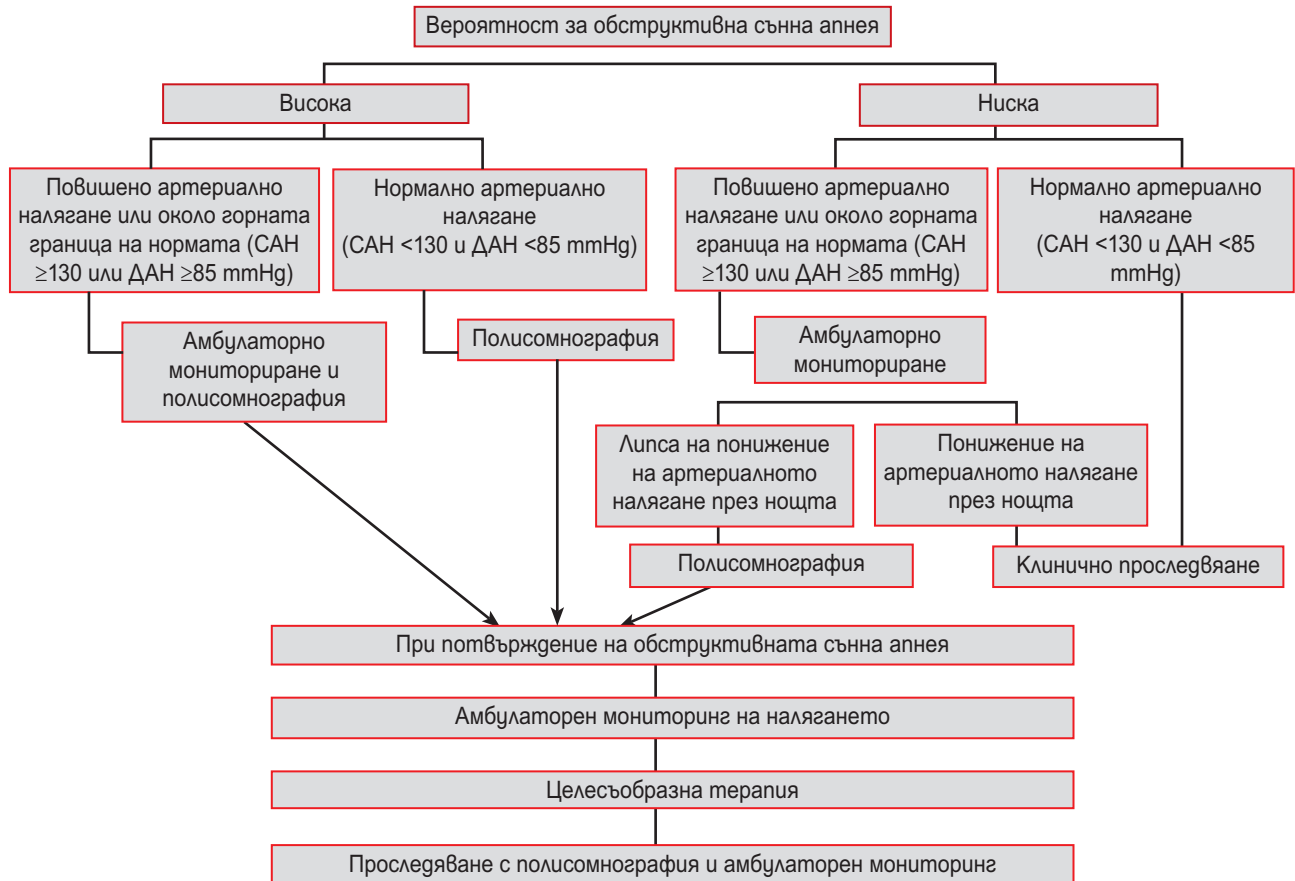 Вероятност за обструктивна сънна апнея
Висока
Ниска
Повишено артериално
налягане или около горната
граница на нормата (САН
≥130 или ДАН ≥85 mmHg)
Нормално артериално
налягане
(САН <130 и ДАН <85 mmHg)
Повишено артериално
налягане или около горната
граница на нормата (САН
≥130 или ДАН ≥85 mmHg)
Нормално артериално
налягане
(САН <130 и ДАН <85
mmHg)
Амбулаторно
мониториране и
полисомнография
Полисомнография
Амбулаторно
мониториране
Липса на понижение
на артериалното
налягане през нощта
Понижение на
артериалното налягане
през нощта
Полисомнография
Клинично проследвяане
При потвърждение на обструктивната сънна апнея
Амбулаторен мониторинг на налягането
Целесъобразна терапия
Проследяване с полисомнография и амбулаторен мониторинг